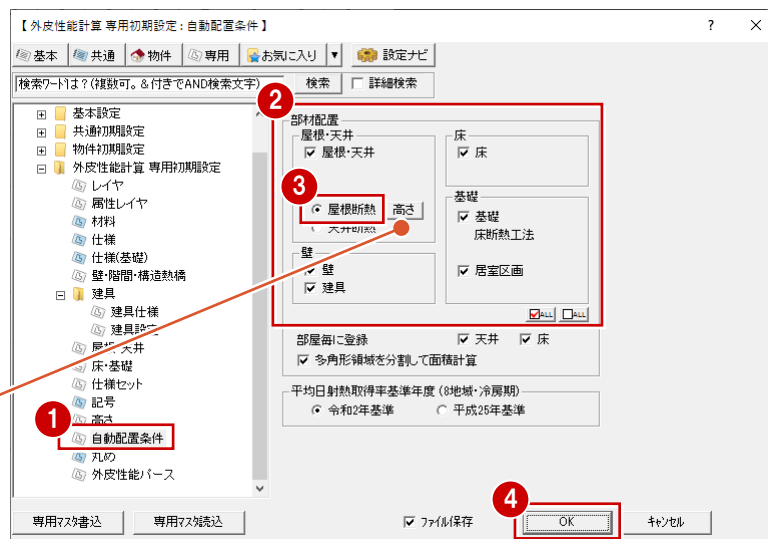 【 外皮性能計算 専用初期設定 : 自動配置条件 】 ? ×
基本 共通 物件 専用 お気に入り ▼ 設定ナビ
検索ワードは？(複数可。&付きでAND検索文字) 検索 詳細検索
2
基本設定
共通初期設定
物件初期設定
外皮性能計算 専用初期設定
レイヤ
属性レイヤ
材料
仕様
仕様(基礎)
壁・階間・構造熱橋
建具
建具仕様
建具設定
屋根・天井
床・基礎
仕様セット
記号
高さ
1
自動配置条件
丸め
外皮性能パース
部材配置
屋根・天井
屋根・天井
3
屋根断熱 高さ
天井断熱
壁
壁
建具
床
床
基礎
基礎
床断熱工法
居室区画
ALL ALL
部屋毎に登録 天井 床
多角形領域を分割して面積計算
平均日射熱取得率基準年度 (8地域・冷房期)
令和2年基準 平成25年基準
4
専用マスタ書込 専用マスタ読込 ファイル保存 OK キャンセル